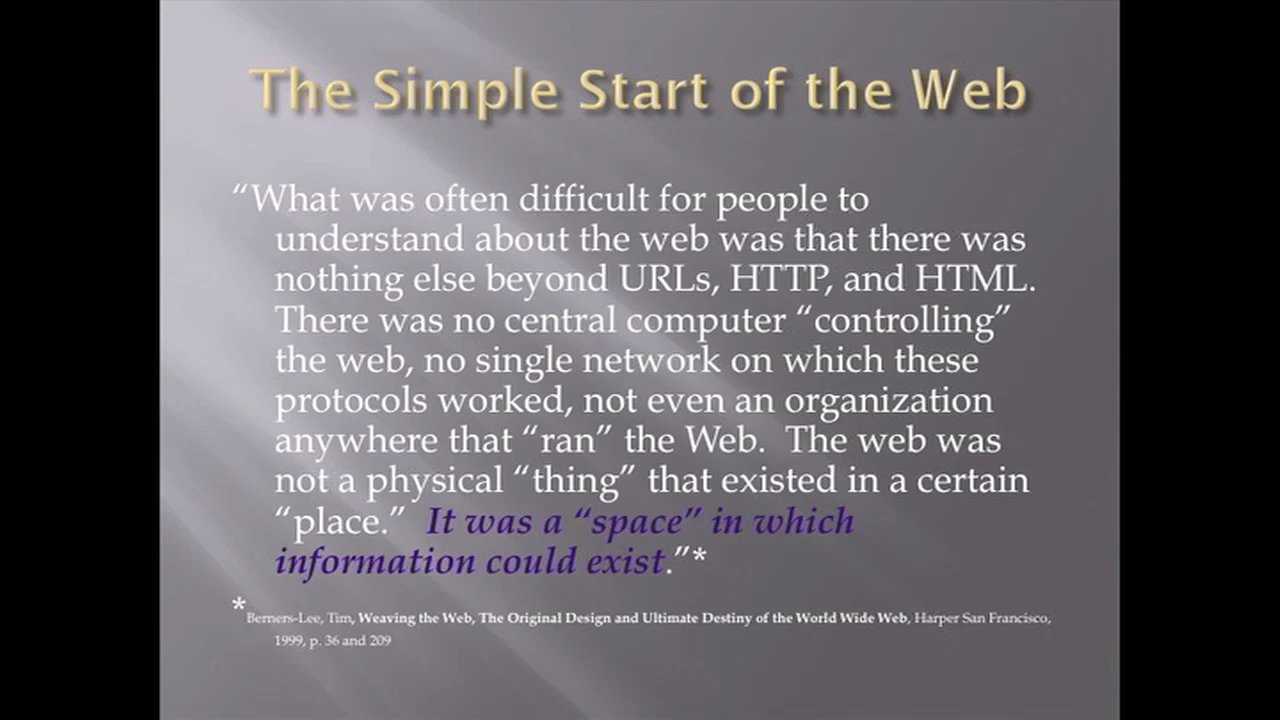 The Simple Start of the Web
“What was often difficult for people to
understand about the web was that there was
nothing else beyond URLs, HTTP, and HTML.
There was no central computer “controlling”
the web, no single network on which these
protocols worked, not even an organization
anywhere that “ran” the Web.  The web was
not a physical “thing” that existed in a certain
“place.”  It was a “space” in which
information could exist.”*
*Berners-Lee, Tim, Weaving the Web, The Original Design and Ultimate Destiny of the World Wide Web, Harper San Francisco,
1999, p. 36 and 209